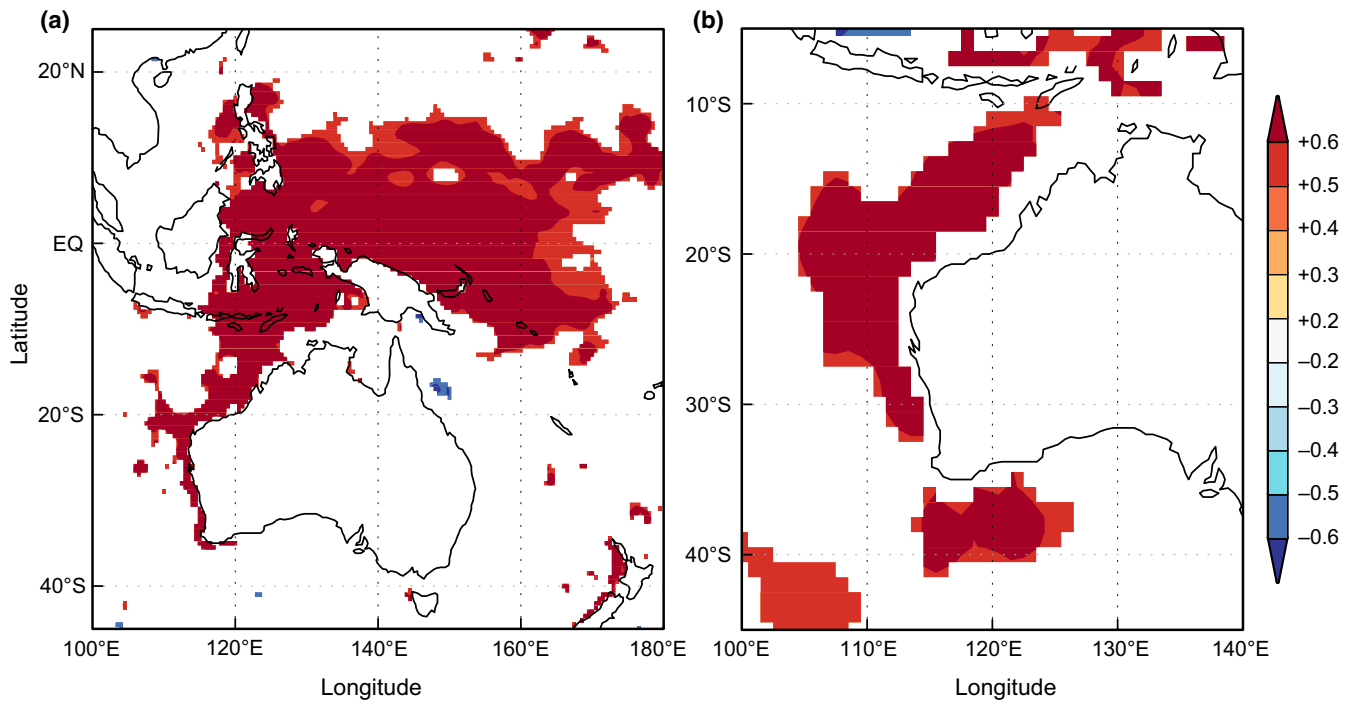 (a)
(b)
20°N
EQ
20°S
40°S
Latitude
100°E 120°E 140°E 160°E 180°E
Longitude
10°S
20°S
30°S
40°S
100°E 110°E 120°E 130°E 140°E
Longitude
+0.6
+0.5
+0.4
+0.3
+0.2
−0.2
−0.3
−0.4
−0.5
−0.6